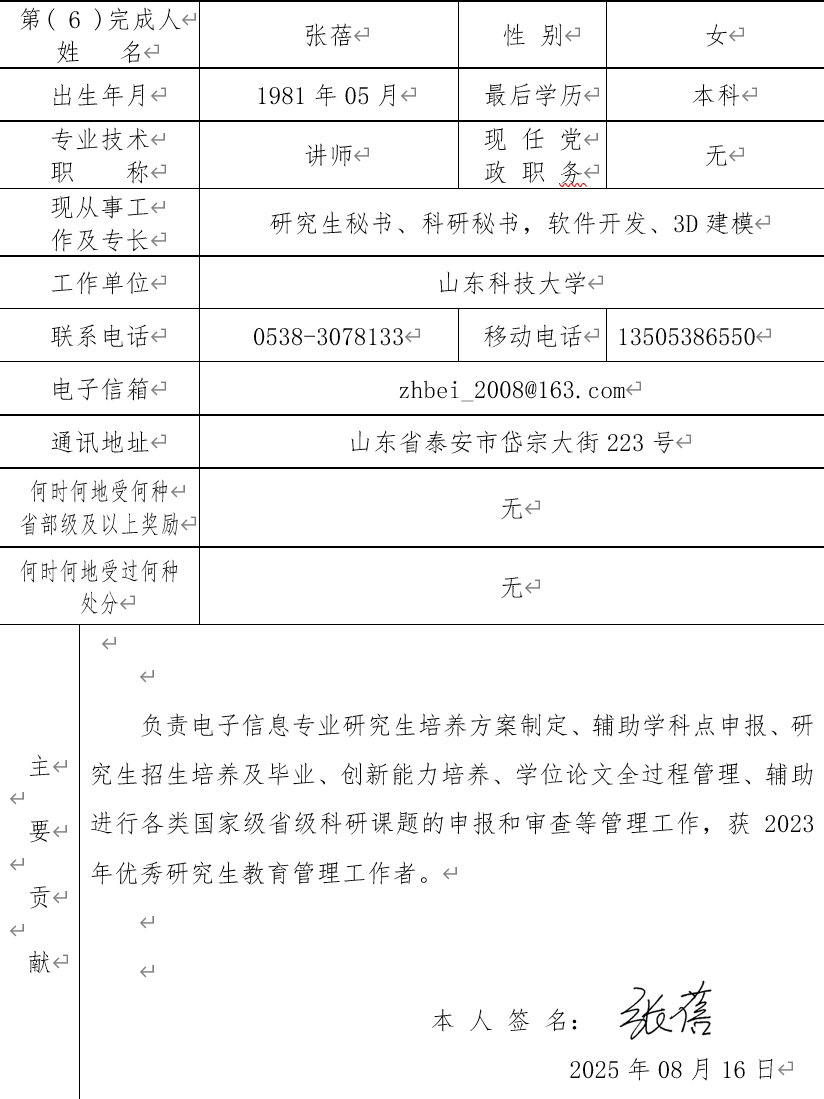 第( 6 )完成人
姓 名
张蓓
性 别
女
出生年月
1981 年 05 月
最后学历
本科
专业技术
职 称
讲师
现 任 党
政 职 务
无
现从事工
作及专长
研究生秘书、科研秘书，软件开发、3D 建模
工作单位
山东科技大学
联系电话
0538-3078133
移动电话
13505386550
电子信箱
zhbei_2008@163.com
通讯地址
山东省泰安市岱宗大街 223 号
何时何地受何种
省部级及以上奖励
无
何时何地受过何种
处分
无
主
要
贡
献
负责电子信息专业研究生培养方案制定、辅助学科点申报、研
究生招生培养及毕业、创新能力培养、学位论文全过程管理、辅助
进行各类国家级省级科研课题的申报和审查等管理工作，获 2023
年优秀研究生教育管理工作者。
本 人 签 名： 张蓓
2025 年 08 月 16 日